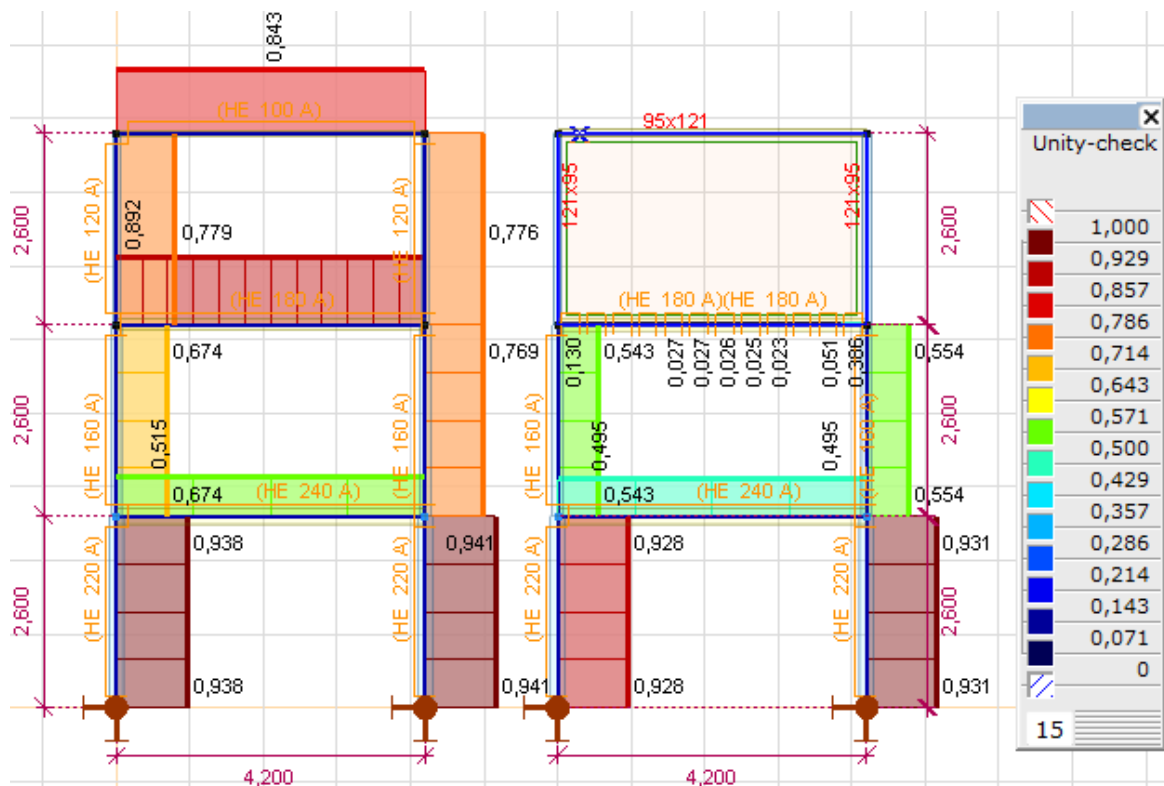 0,843
(HE 100 A)
95x121
Unity-check
(HE 120 A)
0,892
0,779
(HE 120 A)
0,776
121x95
121x95
2,600
2,600
(HE 180 A)
(HE 180 A)(HE 180 A)
0,674
0,769
0,130
0,543
0,027
0,027
0,026
0,025
0,023
0,051
0,386
0,554
2,600
(HE 160 A)
0,515
(HE 160 A)
(HE 160 A)
0,495
0,495
(HE 160 A)
2,600
0,674
(HE 240 A)
0,543
(HE 240 A)
0,554
0,938
0,941
0,928
0,931
2,600
(HE 220 A)
(HE 220 A)
(HE 220 A)
(HE 220 A)
2,600
0,938
0,941
0,928
0,931
4,200
4,200
1,000
0,929
0,857
0,786
0,714
0,643
0,571
0,500
0,429
0,357
0,286
0,214
0,143
0,071
0
15